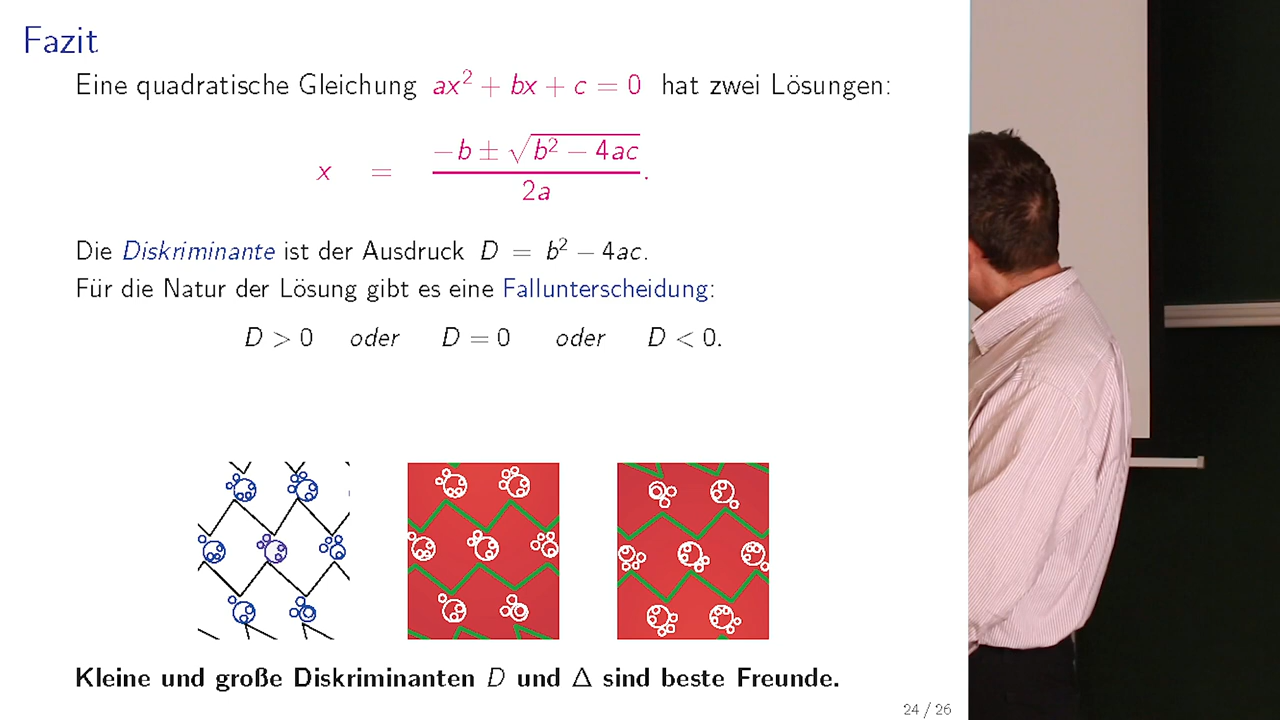 Fazit
Eine quadratische Gleichung ax² + bx + c = 0 hat zwei Lösungen:
x = (−b ± √(b² − 4ac)) / 2a.
Die Diskriminante ist der Ausdruck D = b² − 4ac.
Für die Natur der Lösung gibt es eine Fallunterscheidung:
D > 0 oder D = 0 oder D < 0.
Kleine und große Diskriminanten D und Δ sind beste Freunde.
24 / 26